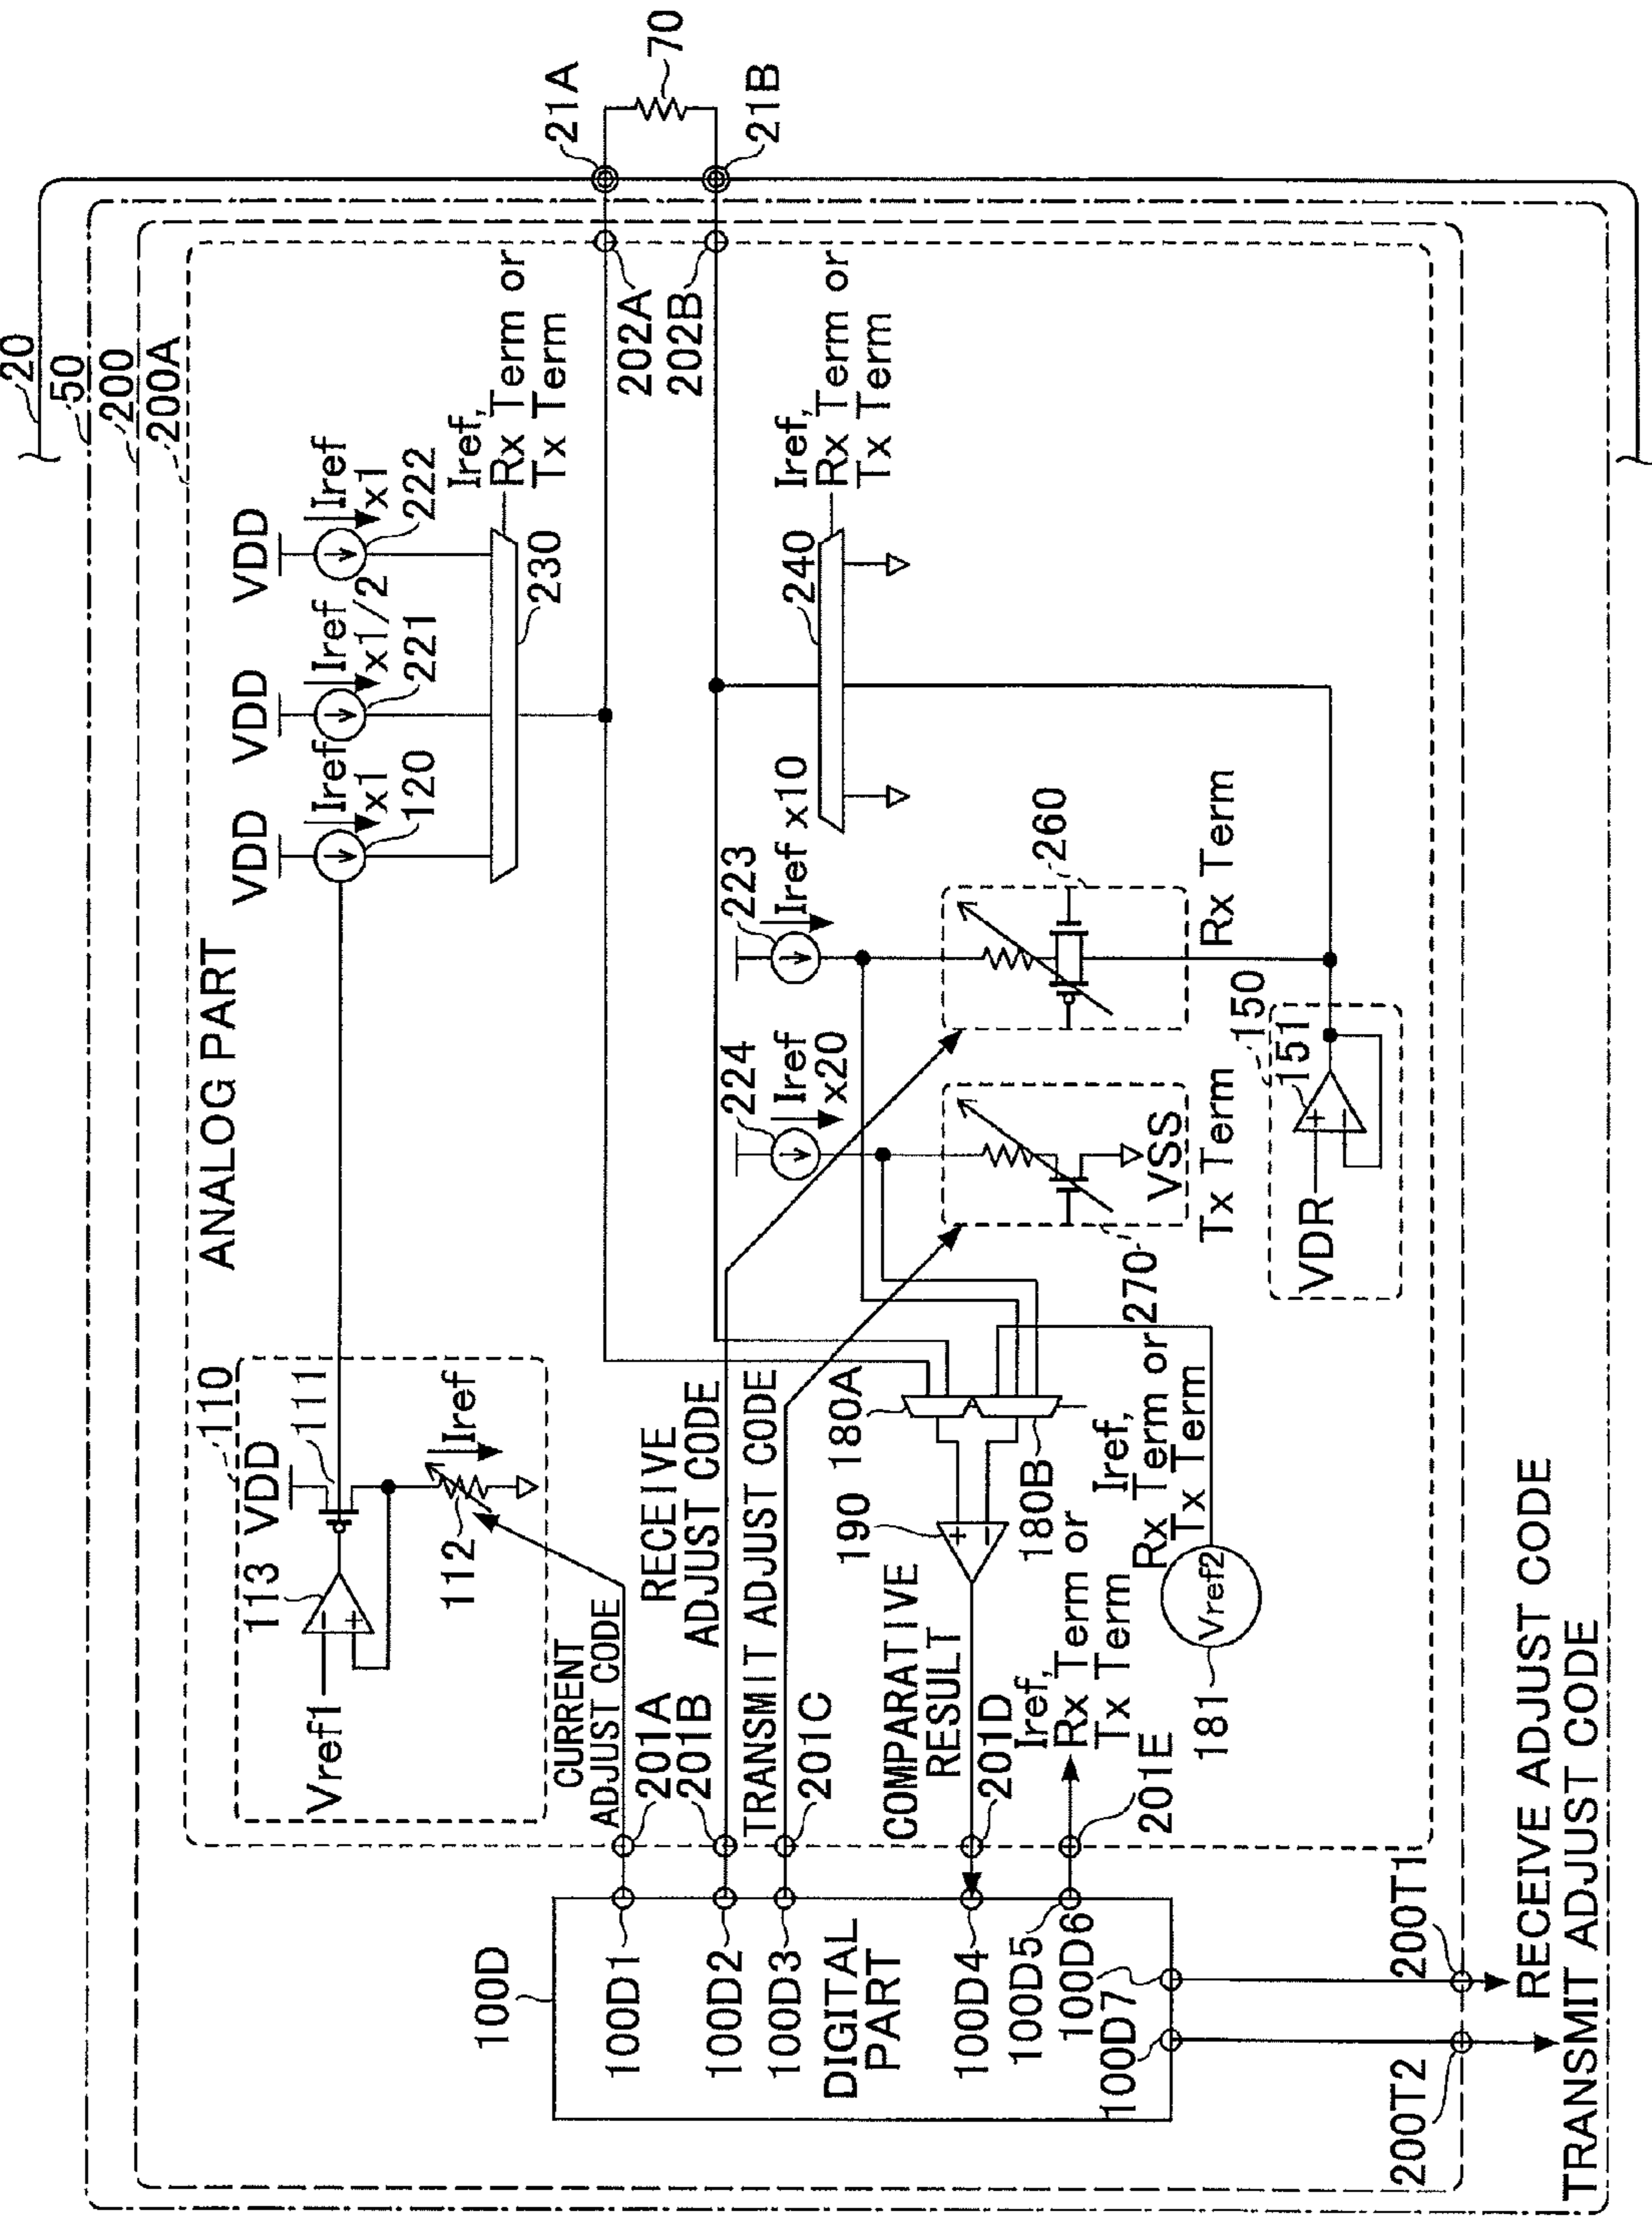 20
50
200
200A
ANALOG PART
VDD
VDD
VDD
Iref
x1
Iref
x1/2
Iref
x1
120
221
222
230
Iref,
Rx Term or
Tx Term
21A
70
21B
202A
202B
110
VDD
111
113
Vref1
Iref
112
CURRENT
ADJUST CODE
201A
RECEIVE
ADJUST CODE
201B
TRANSMIT ADJUST CODE
201C
240
Iref,
Rx Term or
Tx Term
223
Iref x10
224
Iref
x20
260
Rx Term
270
VSS
Tx Term
150
151
VDR
180A
180B
190
Iref,
Rx Term or
Tx Term
COMPARATIVE
RESULT
201D
Iref,
Rx Term or
Tx Term
201E
Vref2
181
100D
100D1
100D2
100D3
DIGITAL
PART
100D4
100D5
100D6
100D7
200T1
200T2
RECEIVE ADJUST CODE
TRANSMIT ADJUST CODE